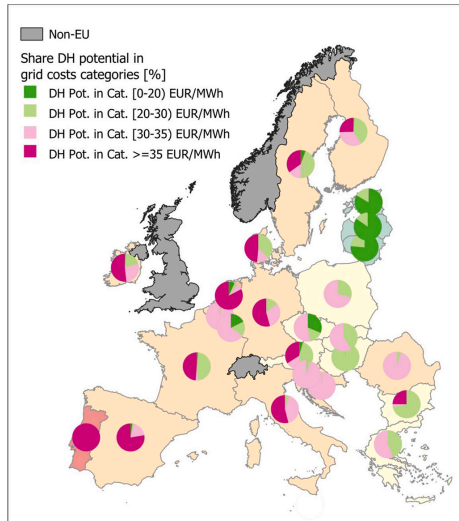 Non-EU
Share DH potential in
grid costs categories [%]
DH Pot. in Cat. [0-20) EUR/MWh
DH Pot. in Cat. [20-30) EUR/MWh
DH Pot. in Cat. [30-35) EUR/MWh
DH Pot. in Cat. >=35 EUR/MWh